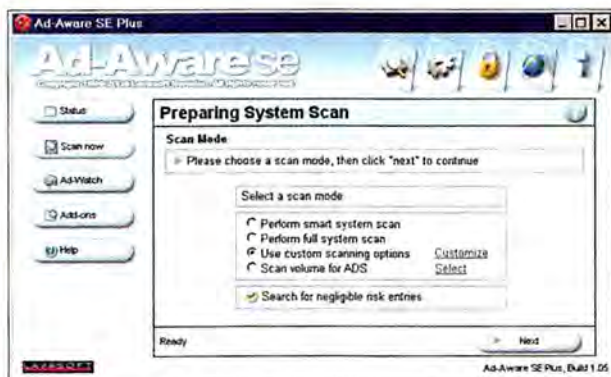 Ad-Aware SE Plus
Ad-Aware se
Status
Scan now
Ad-Watch
Add-ons
Help
Preparing System Scan
Scan Mode
Please choose a scan mode, then click "next" to continue
Select a scan mode
Perform smart system scan
Perform full system scan
Use custom scanning options Customize
Scan volume for ADS Select
Search for negligible risk entries
Ready
Next
LAVASOFT
Ad-Aware SE Plus, Build 1.05